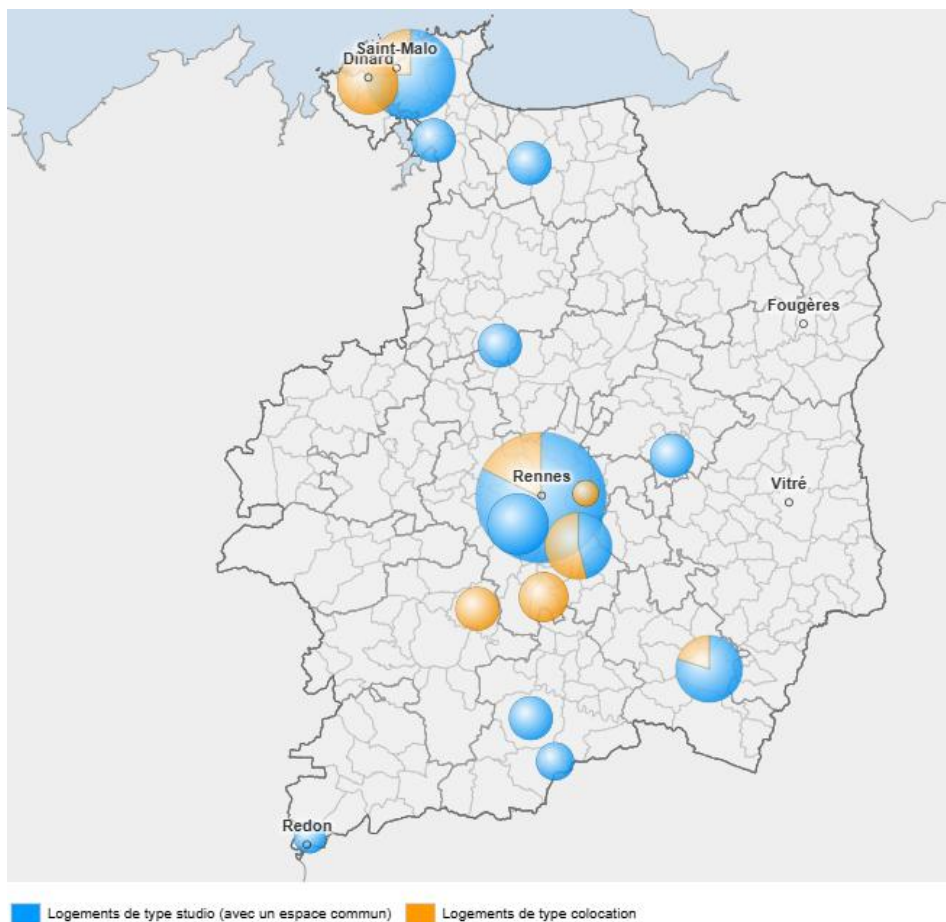 Saint-Malo
Dinard
Fougères
Rennes
Vitré
Redon
Logements de type studio (avec un espace commun)
Logements de type colocation